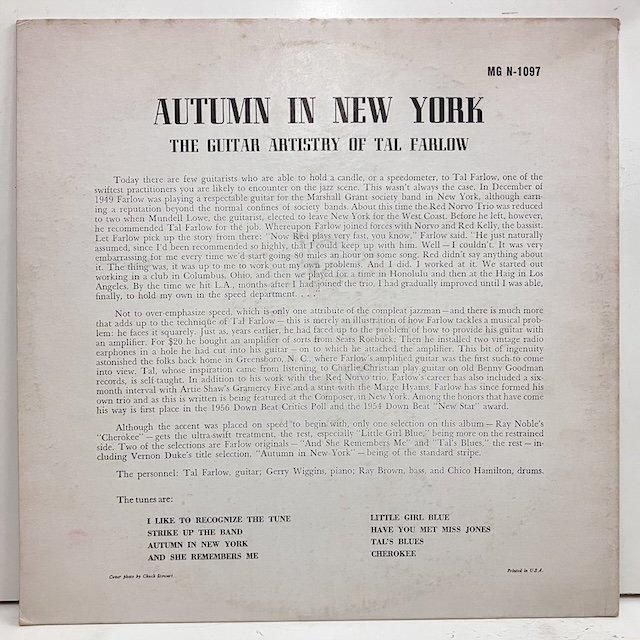 MG N-1097
AUTUMN IN NEW YORK
THE GUITAR ARTISTRY OF TAL FARLOW
Today there are few guitarists who are able to hold a candle, or a speedometer, to Tal Farlow, one of the
swiftest practitioners you are likely to encounter on the jazz scene. This wasn't always the case. In December of
1949 Farlow was playing a respectable guitar for the Marshall Grant society band in New York, although earn-
ing a reputation beyond the normal confines of society bands. About this time the Red Norvo Trio was reduced
to two when Mundell Lowe, the guitarist, elected to leave New York for the West Coast. Before he left, however,
he recommended Tal Farlow for the job. Whereupon Farlow joined forces with Norvo and Red Kelly, the bassist.
Let Farlow pick up the story from there: "Now Red plays very fast, you know," Farlow said. "He just naturally
assumed, since I'd been recommended so highly, that I could keep up with him. Well — I couldn't. It was very
embarrassing for me every time we'd start going 80 miles an hour on some song. Red didn't say anything about
it. The thing was, it was up to me to work out my own problems. And I did. I worked at it. We started out
working in a club in Columbus, Ohio, and then we played for a time in Honolulu and then at the Haig in Los
Angeles. By the time we hit L.A., months after I had joined the trio, I had gradually improved until I was able,
finally, to hold my own in the speed department. . . ."
Not to over-emphasize speed, which is only one attribute of the compleat jazzman — and there is much more
that adds up to the technique of Tal Farlow — this is merely an illustration of how Farlow tackles a musical prob-
lem: he faces it squarely. Just as, years earlier, he had faced up to the problem of how to provide his guitar with
an amplifier. For $20 he bought an amplifier of sorts from Sears Roebuck. Then he installed two vintage radio
earphones in a hole he had cut into his guitar — on to which he attached the amplifier. This bit of ingenuity
astonished the folks back home in Greensboro, N. C., where Farlow's amplified guitar was the first such to come
into view. Tal, whose inspiration came from listening to Charlie Christian play guitar on old Benny Goodman
records, is self-taught. In addition to his work with the Red Norvo trio, Farlow's career has also included a six-
month interval with Artie Shaw's Gramercy Five and a stint with the Marge Hyams. Farlow has since formed his
own trio and as this is written is being featured at the Composer, in New York. Among the honors that have come
his way is first place in the 1956 Down Beat Critics Poll and the 1954 Down Beat "New Star" award.
Although the accent was placed on speed to begin with, only one selection on this album — Ray Noble's
"Cherokee" — gets the ultra-swift treatment, the rest, especially "Little Girl Blue," being more on the restrained
side. Two of the selections are Farlow originals — "And She Remembers Me" and "Tal's Blues," the rest — in-
cluding Vernon Duke's title selection, "Autumn in New York" — being of the standard stripe.
The personnel: Tal Farlow, guitar; Gerry Wiggins, piano; Ray Brown, bass, and Chico Hamilton, drums.
The tunes are:
I LIKE TO RECOGNIZE THE TUNE
STRIKE UP THE BAND
AUTUMN IN NEW YORK
AND SHE REMEMBERS ME
LITTLE GIRL BLUE
HAVE YOU MET MISS JONES
TAL'S BLUES
CHEROKEE
Cover photo by Chuck Stewart
Printed in U.S.A.